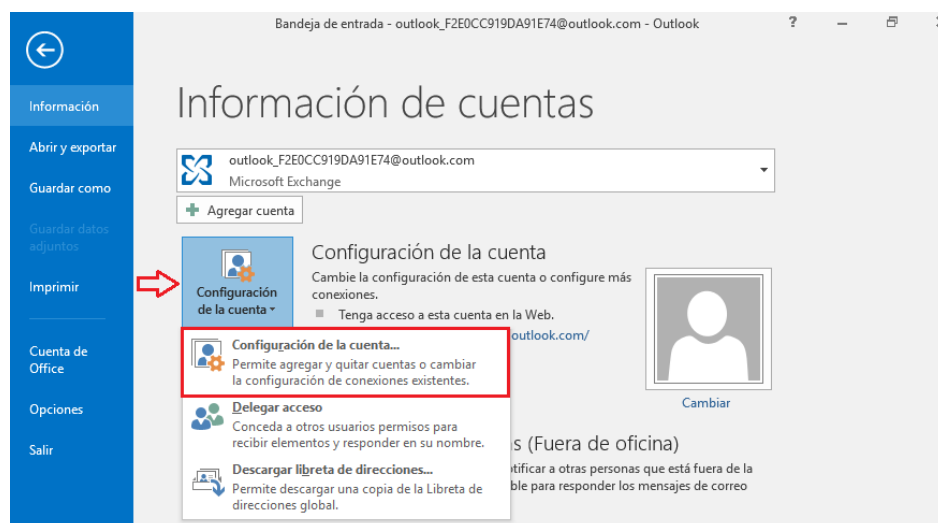 Bandeja de entrada - outlook_F2E0CC919DA91E74@outlook.com - Outlook
?
Información
Abrir y exportar
Guardar como
Guardar datos
adjuntos
Imprimir
Cuenta de
Office
Opciones
Salir
Información de cuentas
outlook_F2E0CC919DA91E74@outlook.com
Microsoft Exchange
Agregar cuenta
Configuración
de la cuenta
Configuración de la cuenta
Cambie la configuración de esta cuenta o configure más
conexiones.
Tenga acceso a esta cuenta en la Web.
outlook.com/
Cambiar
Configuración de la cuenta...
Permite agregar y quitar cuentas o cambiar
la configuración de conexiones existentes.
Delegar acceso
Conceda a otros usuarios permisos para
recibir elementos y responder en su nombre.
Descargar libreta de direcciones...
Permite descargar una copia de la Libreta de
direcciones global.
s (Fuera de oficina)
tificar a otras personas que está fuera de la
ble para responder los mensajes de correo